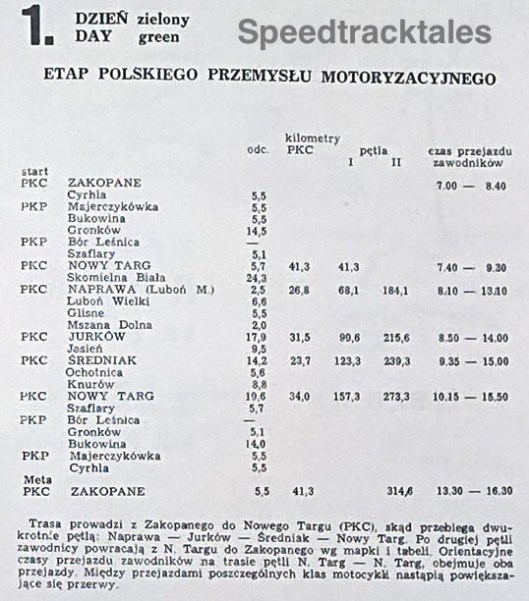 1. DZIEŃ zielony
DAY green
Speedtracktales
ETAP POLSKIEGO PRZEMYSŁU MOTORYZACYJNEGO
kilometry
odc. PKC I pętla II czas przejazdu zawodników
start
PKC ZAKOPANE 7.00 — 8.40
Cyrhla 5,5
PKP Majerczykówka 5,5
Bukowina 5,5
Gronków 14,5
PKP Bór Leśnica —
Szaflary 5,1
PKC NOWY TARG 5,7 41,3 41,3 7.40 — 9.30
Skomielna Biała 24,3
PKC NAPRAWA (Luboń M.) 2,5 26,8 68,1 184,1 8.10 — 13.10
Luboń Wielki 6,6
Glisne 5,5
Mszana Dolna 2,0
PKC JURKÓW 17,9 31,5 99,6 215,6 8.50 — 14.00
Jasień 9,5
PKC ŚREDNIAK 14,2 23,7 123,3 239,3 9.35 — 15.00
Ochotnica 5,6
Knurów 8,8
PKC NOWY TARG 19,6 34,0 157,3 273,3 10.15 — 15.50
Szaflary 5,7
PKP Bór Leśnica —
Gronków 5,1
Bukowina 14,0
PKP Majerczykówka 5,5
Cyrhla 5,5
Meta
PKC ZAKOPANE 5,5 41,3 314,6 13.30 — 16.30
Trasa prowadzi z Zakopanego do Nowego Targu (PKC), skąd przebiega dwu-
krotnie pętlą: Naprawa — Jurków — Średniak — Nowy Targ. Po drugiej pętli
zawodnicy powracają z N. Targu do Zakopanego wg mapki i tabeli. Orientacyjne
czasy przejazdu zawodników na trasie pętli N. Targ — N. Targ, obejmuje oba
przejazdy. Między przejazdami poszczególnych klas motocykli nastąpią powiększa-
jące się przerwy.